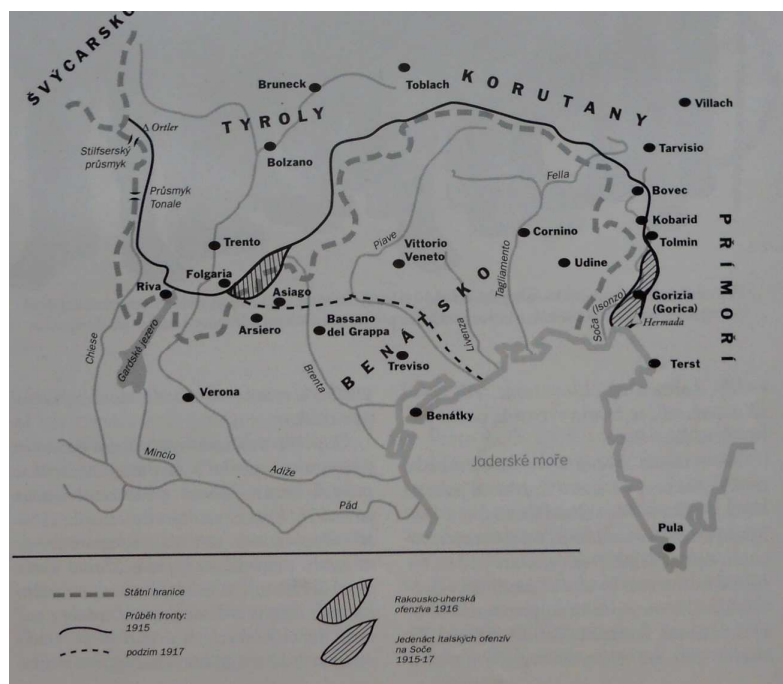 ŠVÝCARSKO
Bruneck
Toblach
KORUTANY
Villach
Ortler
TYROLY
Stilfserský
průsmyk
Bolzano
Tarvisio
Průsmyk
Tonale
Fella
Bovec
Kobarid
Tolmin
PŘÍMOŘÍ
Trento
Piave
Vittorio
Veneto
Cornino
Udine
Tagliamento
Folgaria
Riva
Asiago
Arsiero
Bassano
del Grappa
BENÁTSKO
Livenza
Soča (Isonzo)
Gorizia
(Gorica)
Hermada
Chiese
Gardské jezero
Treviso
Terst
Verona
Brenta
Benátky
Mincio
Adiže
Jaderské moře
Pád
Pula
Státní hranice
Průběh fronty:
1915
podzim 1917
Rakousko-uherská
ofenzíva 1916
Jedenáct italských ofenzív
na Soče
1915-17